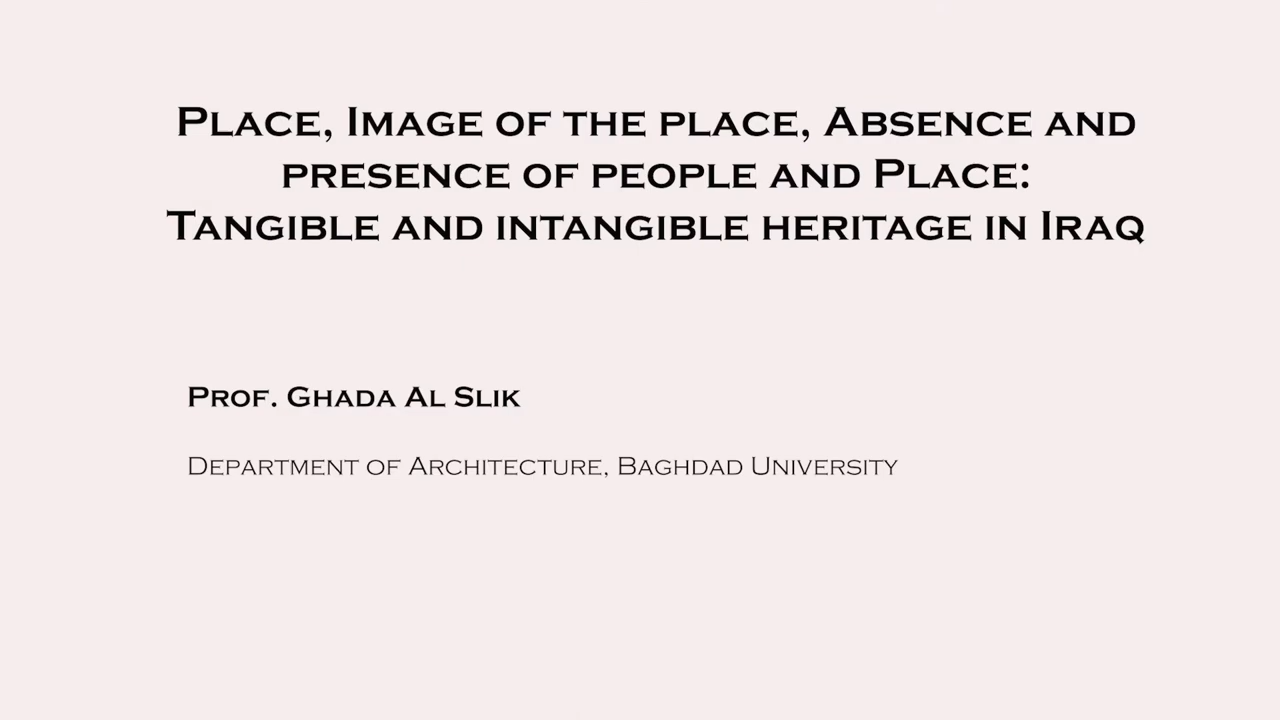 Place, Image of the place, Absence and
presence of people and Place:
Tangible and intangible heritage in Iraq
Prof. Ghada Al Slik
Department of Architecture, Baghdad University